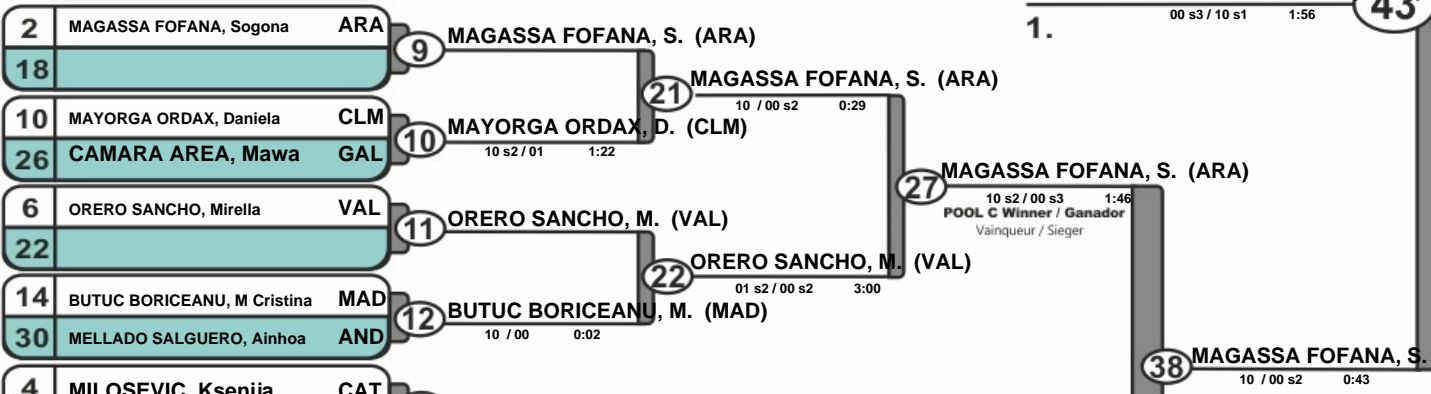 2 MAGASSA FOFANA, Sogona ARA
18
9 MAGASSA FOFANA, S. (ARA)
10 MAYORGA ORDAX, Daniela CLM
26 CAMARA AREA, Mawa GAL
10 MAYORGA ORDAX, D. (CLM)
10 s2 / 01 1:22
21 MAGASSA FOFANA, S. (ARA)
10 / 00 s2 0:29
6 ORERO SANCHO, Mirella VAL
22
11 ORERO SANCHO, M. (VAL)
14 BUTUC BORICEANU, M Cristina MAD
30 MELLADO SALGUERO, Ainhoa AND
12 BUTUC BORICEANU, M. (MAD)
10 / 00 0:02
22 ORERO SANCHO, M. (VAL)
01 s2 / 00 s2 3:00
27 MAGASSA FOFANA, S. (ARA)
10 s2 / 00 s3 1:46
POOL C Winner / Ganador
Vainqueur / Sieger
4 MILOSEVIC, Ksenija CAT
00 s3 / 10 s1 1:56
43
1.
38 MAGASSA FOFANA, S.
10 / 00 s2 0:43